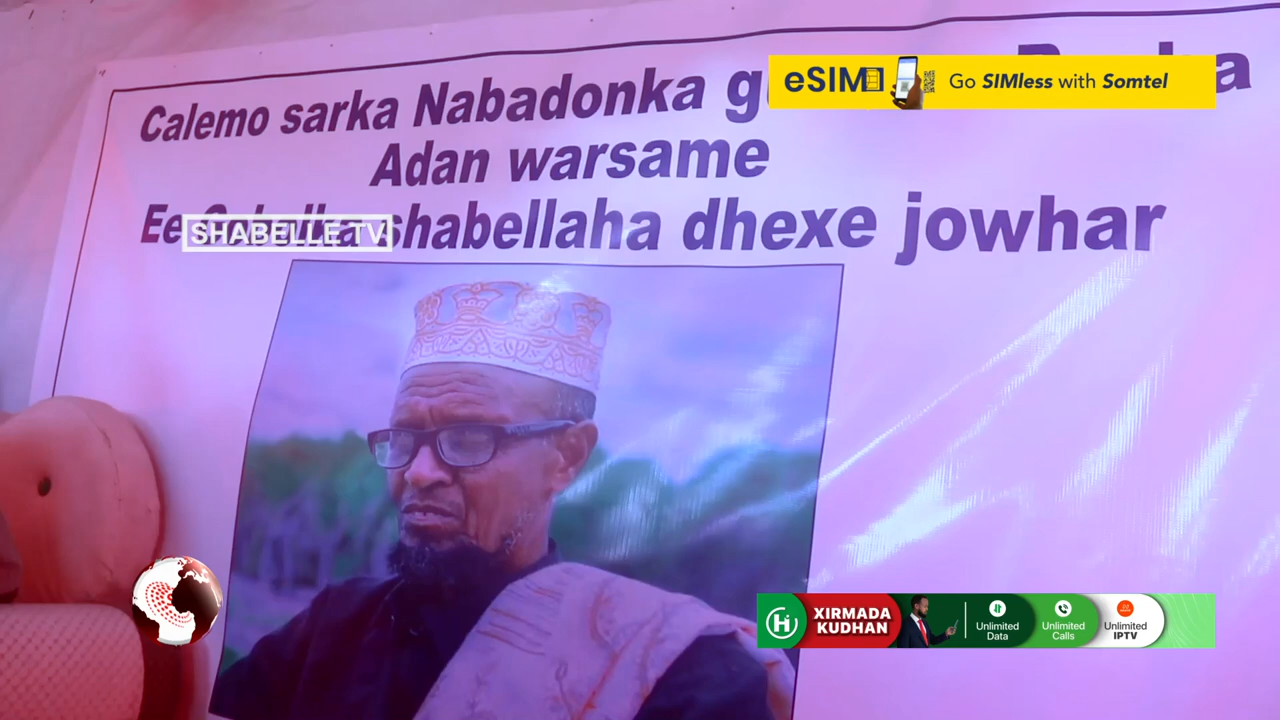 Calemo sarka Nabadonka
eSIM Go SIMless with Somtel
Adan warsame
Ee shabellaha dhexe jowhar
SHABELLE TV
H XIRMADA KUDHAN
Unlimited Data
Unlimited Calls
Unlimited IPTV